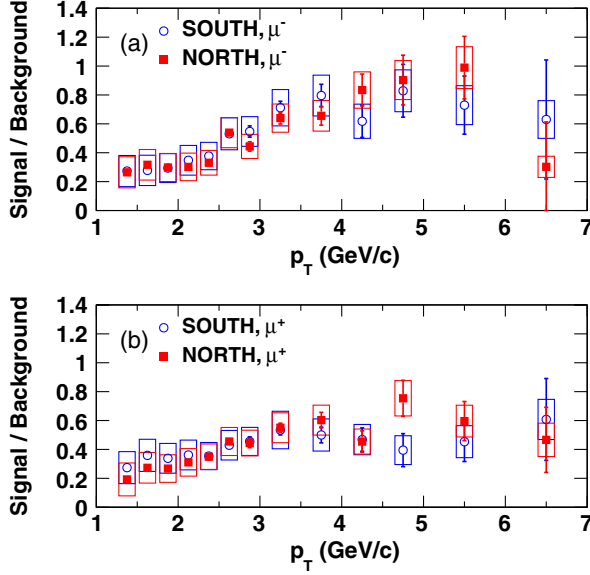 Signal / Background
1.4
1.2
1
0.8
0.6
0.4
0.2
0
(a)
SOUTH, μ⁻
NORTH, μ⁻
1 2 3 4 5 6 7
p_T (GeV/c)
Signal / Background
1.4
1.2
1
0.8
0.6
0.4
0.2
0
(b)
SOUTH, μ⁺
NORTH, μ⁺
1 2 3 4 5 6 7
p_T (GeV/c)